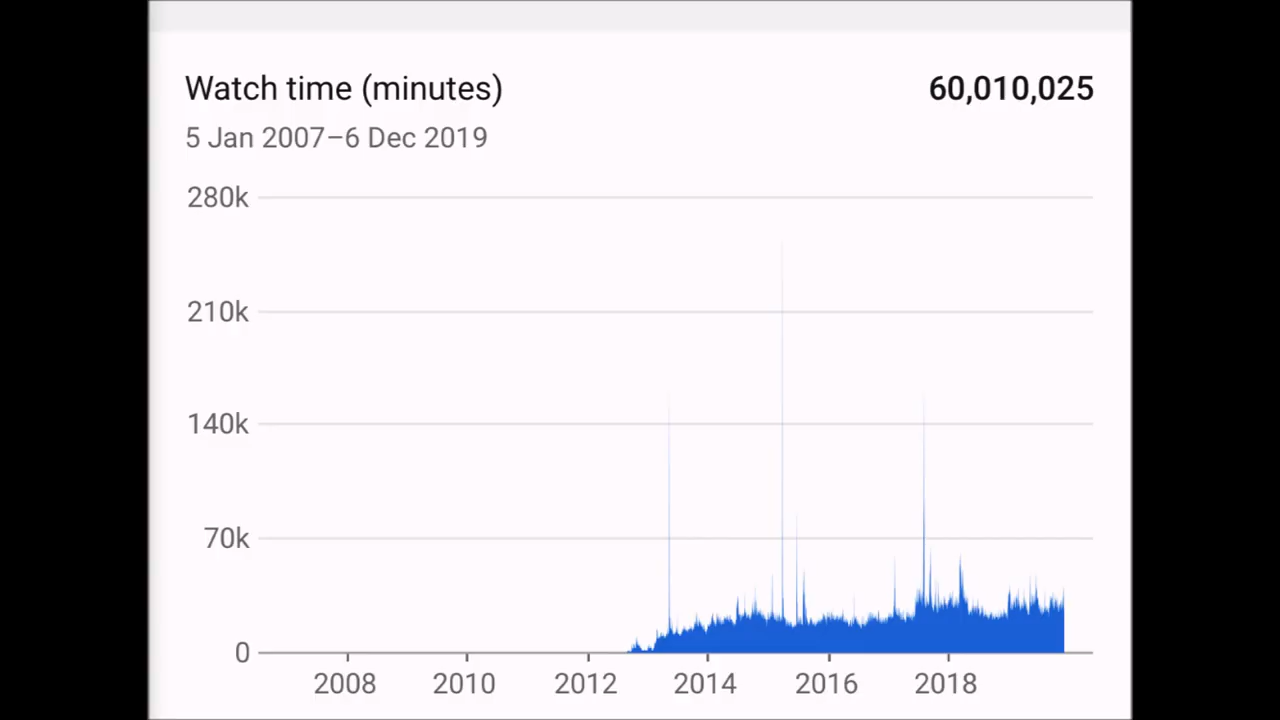 Watch time (minutes) 60,010,025
5 Jan 2007–6 Dec 2019
280k
210k
140k
70k
0
2008 2010 2012 2014 2016 2018